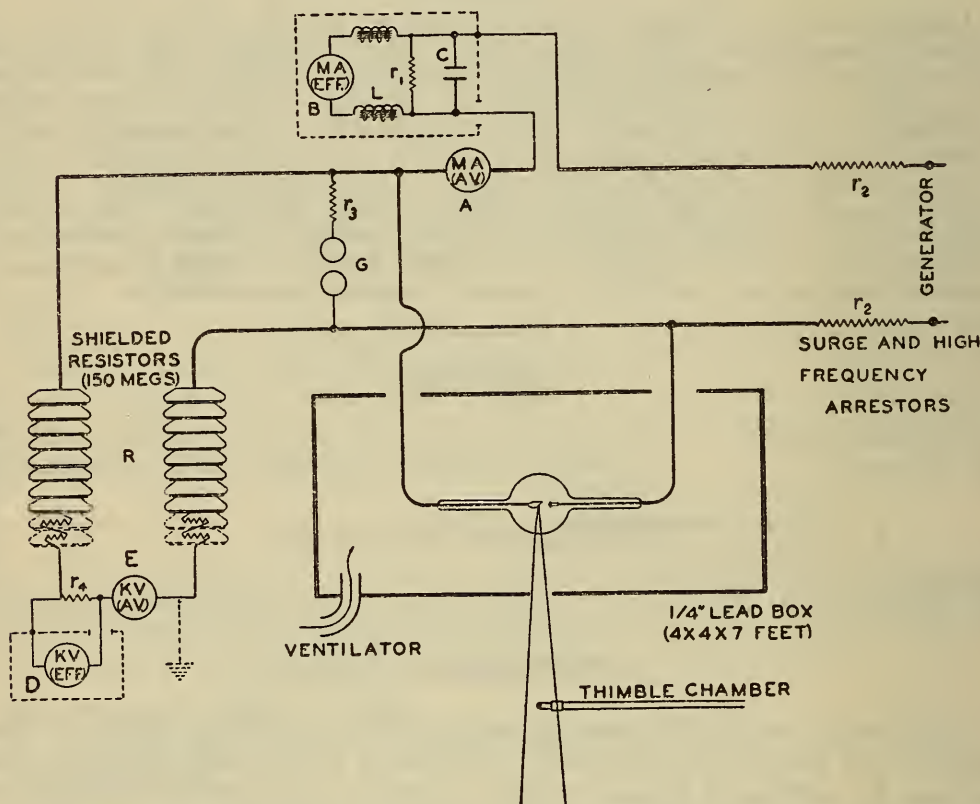 C
MA
(EFF.)
r₁
B
L
MA
(AV.)
A
r₂
GENERATOR
r₃
G
r₂
SHIELDED
RESISTORS
(150 MEGS)
SURGE AND HIGH
FREQUENCY
ARRESTORS
R
E
r₄
KV
(AV)
1/4" LEAD BOX
(4X4X7 FEET)
VENTILATOR
KV
(EFF.)
D
THIMBLE CHAMBER